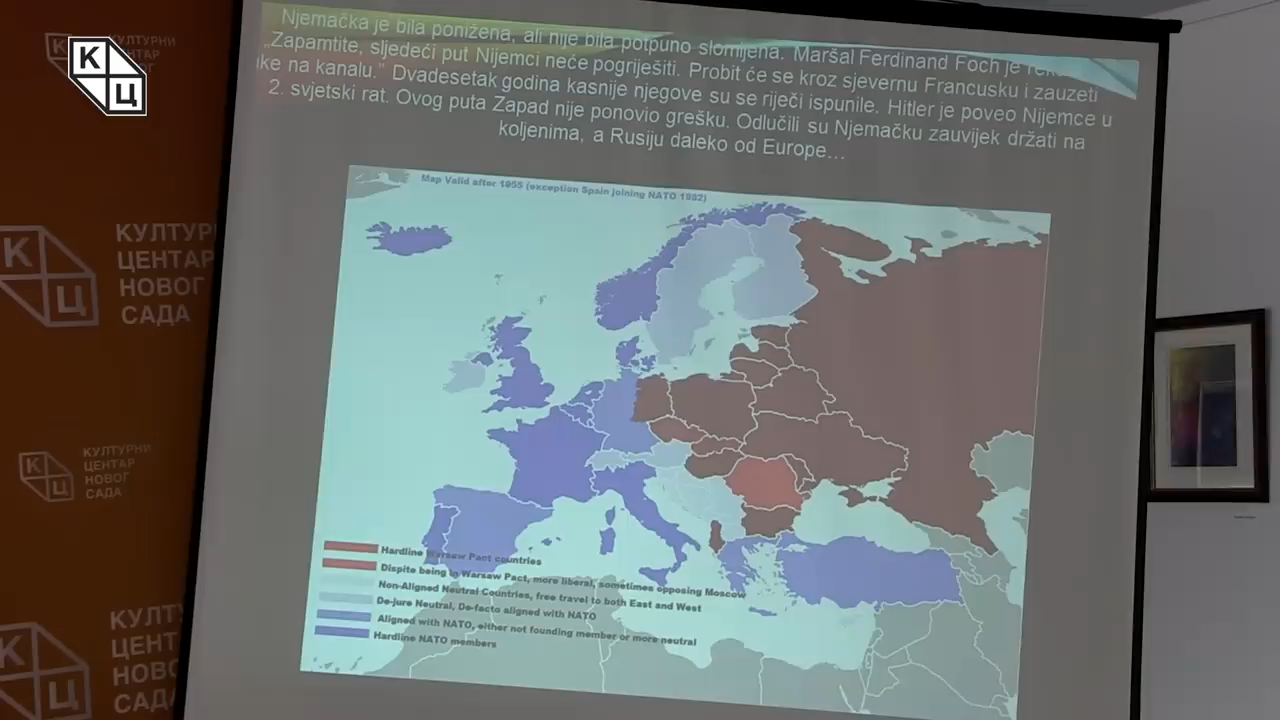 Njemačka je bila ponižena, ali nije bila potpuno slomljena. Maršal Ferdinand Foch je
„Zapamtite, sljedeći put Nijemci neće pogriješiti. Probit će se kroz sjevernu Francusku i zauzeti
na kanalu.” Dvadesetak godina kasnije njegove su se riječi ispunile. Hitler je poveo Nijemce u
2. svjetski rat. Ovog puta Zapad nije ponovio grešku. Odlučili su Njemačku zauvijek držati na
koljenima, a Rusiju daleko od Europe...
Map Valid after 1955 (exception Spain joining NATO 1982)
Hardline Warsaw Pact countries
Dispite being in Warsaw Pact, more liberal, sometimes opposing Moscow
Non-Aligned Neutral Countries, free travel to both East and West
De-jure Neutral, De-facto aligned with NATO
Aligned with NATO, either not founding member or more neutral
Hardline NATO members
К
Ц
КУЛТУРНИ
К
Ц
КУЛТУР
ЦЕНТАР
НОВОГ
САДА
К
Ц
КУЛТУРНИ
ЦЕНТАР
НОВОГ
САДА
К
Ц
КУЛТУ
ЦЕНТ
НОВО
САДА